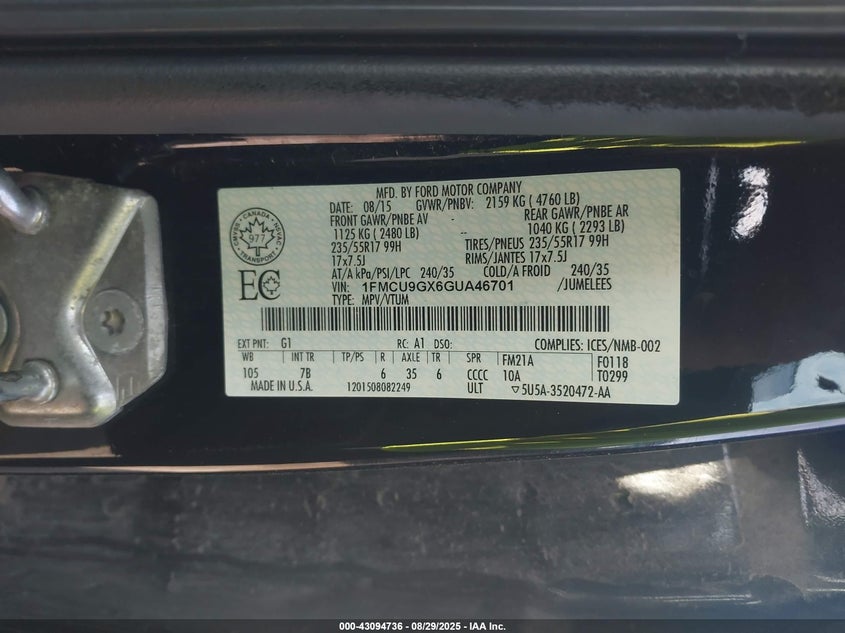 MFD. BY FORD MOTOR COMPANY
DATE: 08/15 GVWR/PNBV: 2159 KG ( 4760 LB)
FRONT GAWR/PNBE AV - REAR GAWR/PNBE AR
1125 KG ( 2480 LB) 1040 KG ( 2293 LB)
235/55R17 99H TIRES/PNEUS 235/55R17 99H
17x7.5J RIMS/JANTES 17x7.5J
AT/A kPa/PSI/LPC 240/35 COLD/A FROID 240/35
VIN: 1FMCU9GX6GUA46701 /JUMELEES
TYPE: MPV/VTUM
CANADA
977
TRANSPORT
EC
EXT PNT: G1 RC: A1 DSO: COMPLIES: ICES/NMB-002
WB INT TR TP/PS R AXLE TR SPR FM21A F0118
105 7B 6 35 6 CCCC 10A T0299
MADE IN U.S.A. 1201508082249 ULT ▽5U5A-3520472-AA
000-43094736 - 08/29/2025 - IAA Inc.